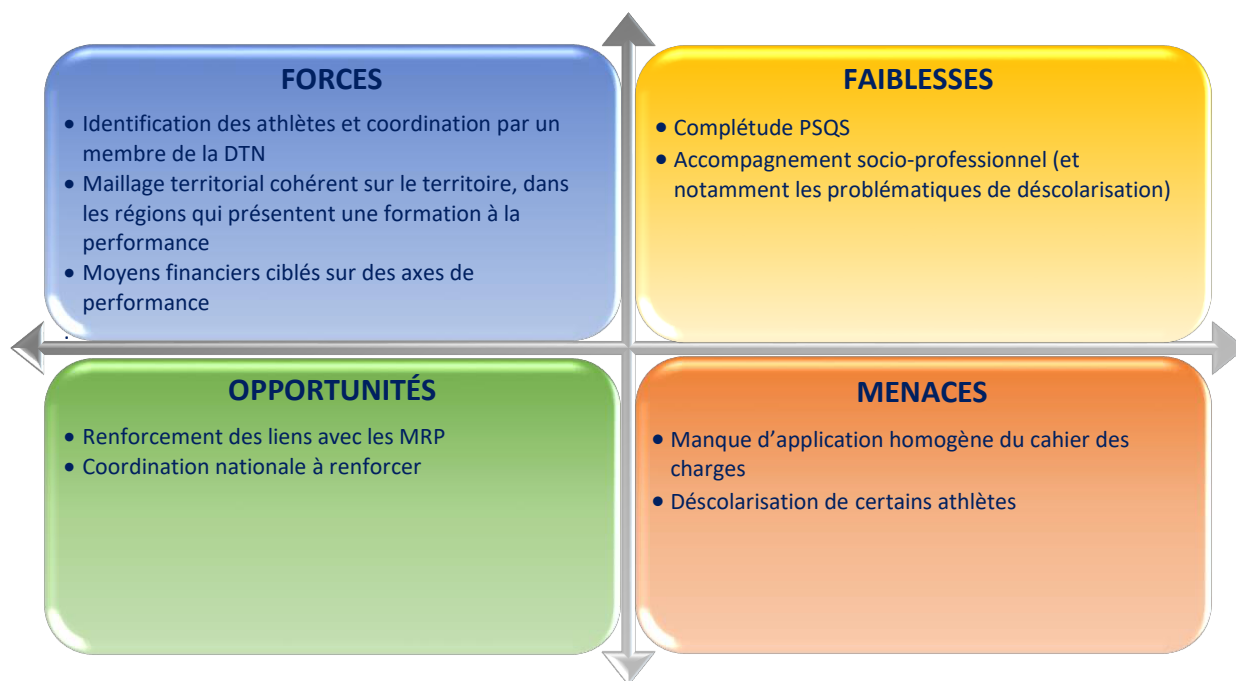 FORCES
• Identification des athlètes et coordination par un
membre de la DTN
• Maillage territorial cohérent sur le territoire, dans
les régions qui présentent une formation à la
performance
• Moyens financiers ciblés sur des axes de
performance
.
FAIBLESSES
• Complétude PSQS
• Accompagnement socio-professionnel (et
notamment les problématiques de déscolarisation)
OPPORTUNITÉS
• Renforcement des liens avec les MRP
• Coordination nationale à renforcer
MENACES
• Manque d’application homogène du cahier des
charges
• Déscolarisation de certains athlètes